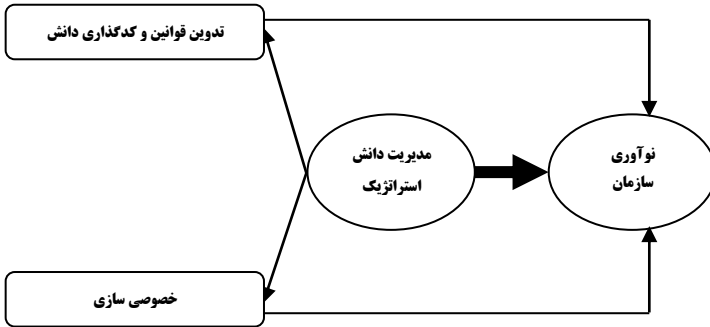 تدوین قوانین و کدگذاری دانش
مدیریت دانش
استراتژیک
نوآوری
سازمان
خصوصی سازی